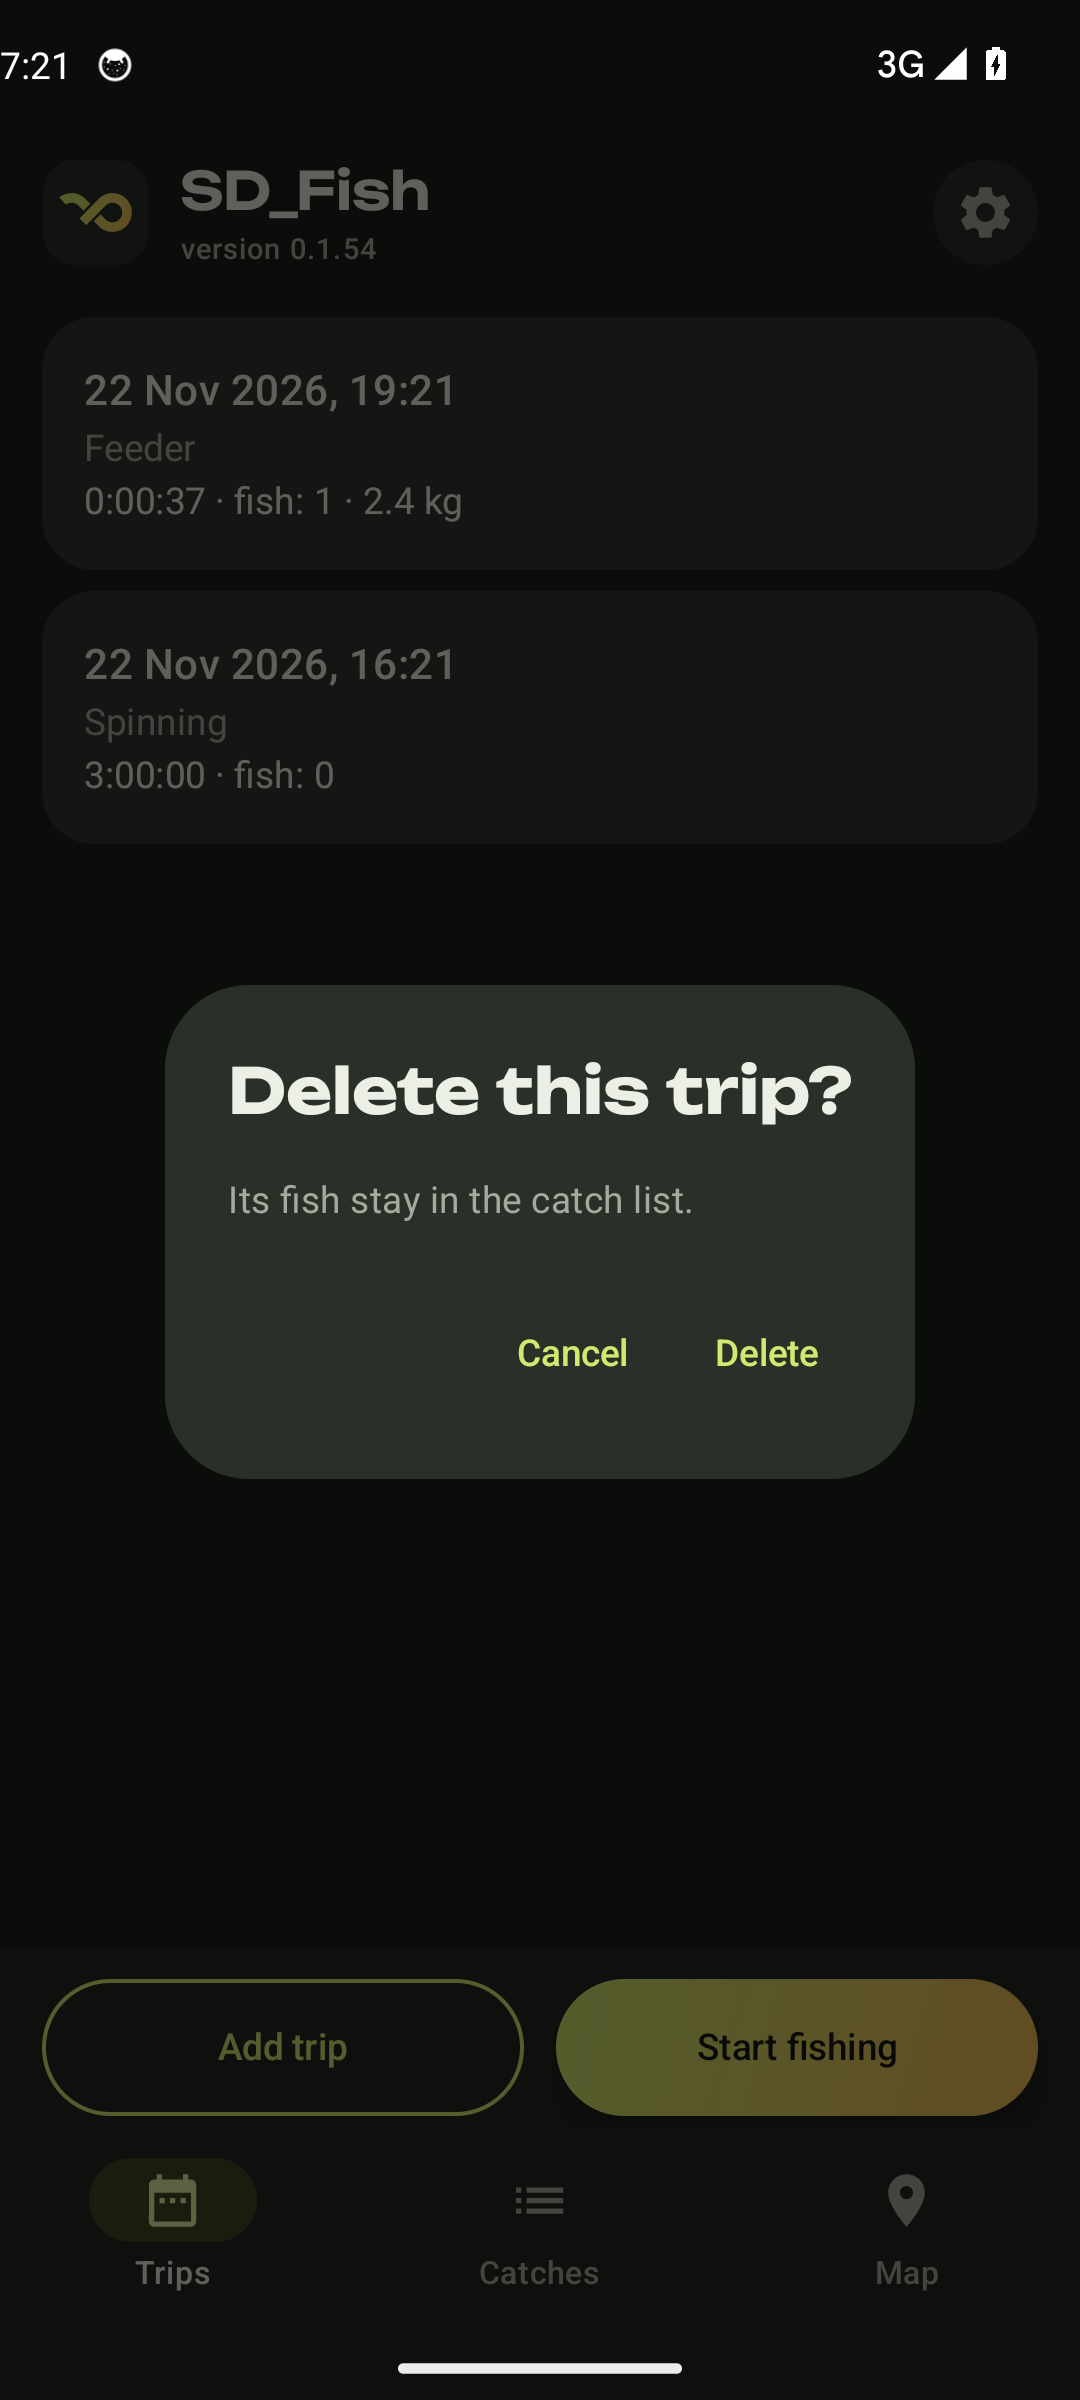 7:21
3G
SD_Fish
version 0.1.54
22 Nov 2026, 19:21
Feeder
0:00:37 · fish: 1 · 2.4 kg
22 Nov 2026, 16:21
Spinning
3:00:00 · fish: 0
Delete this trip?
Its fish stay in the catch list.
Cancel Delete
Add trip Start fishing
Trips Catches Map